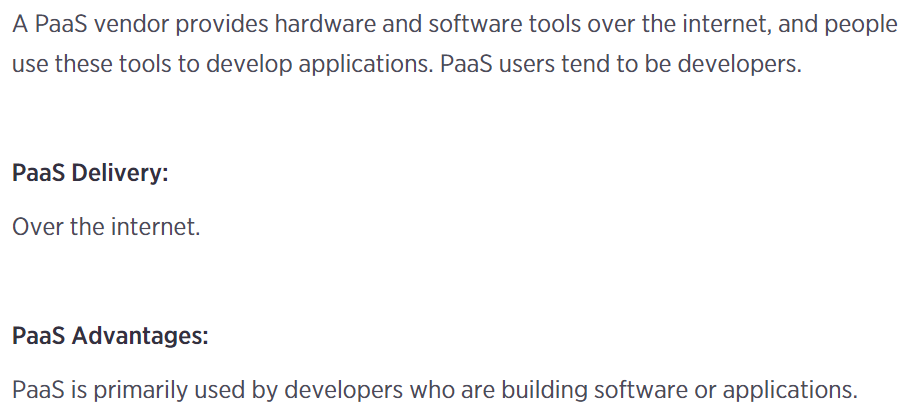 A PaaS vendor provides hardware and software tools over the internet, and people
use these tools to develop applications. PaaS users tend to be developers.
PaaS Delivery:
Over the internet.
PaaS Advantages:
PaaS is primarily used by developers who are building software or applications.